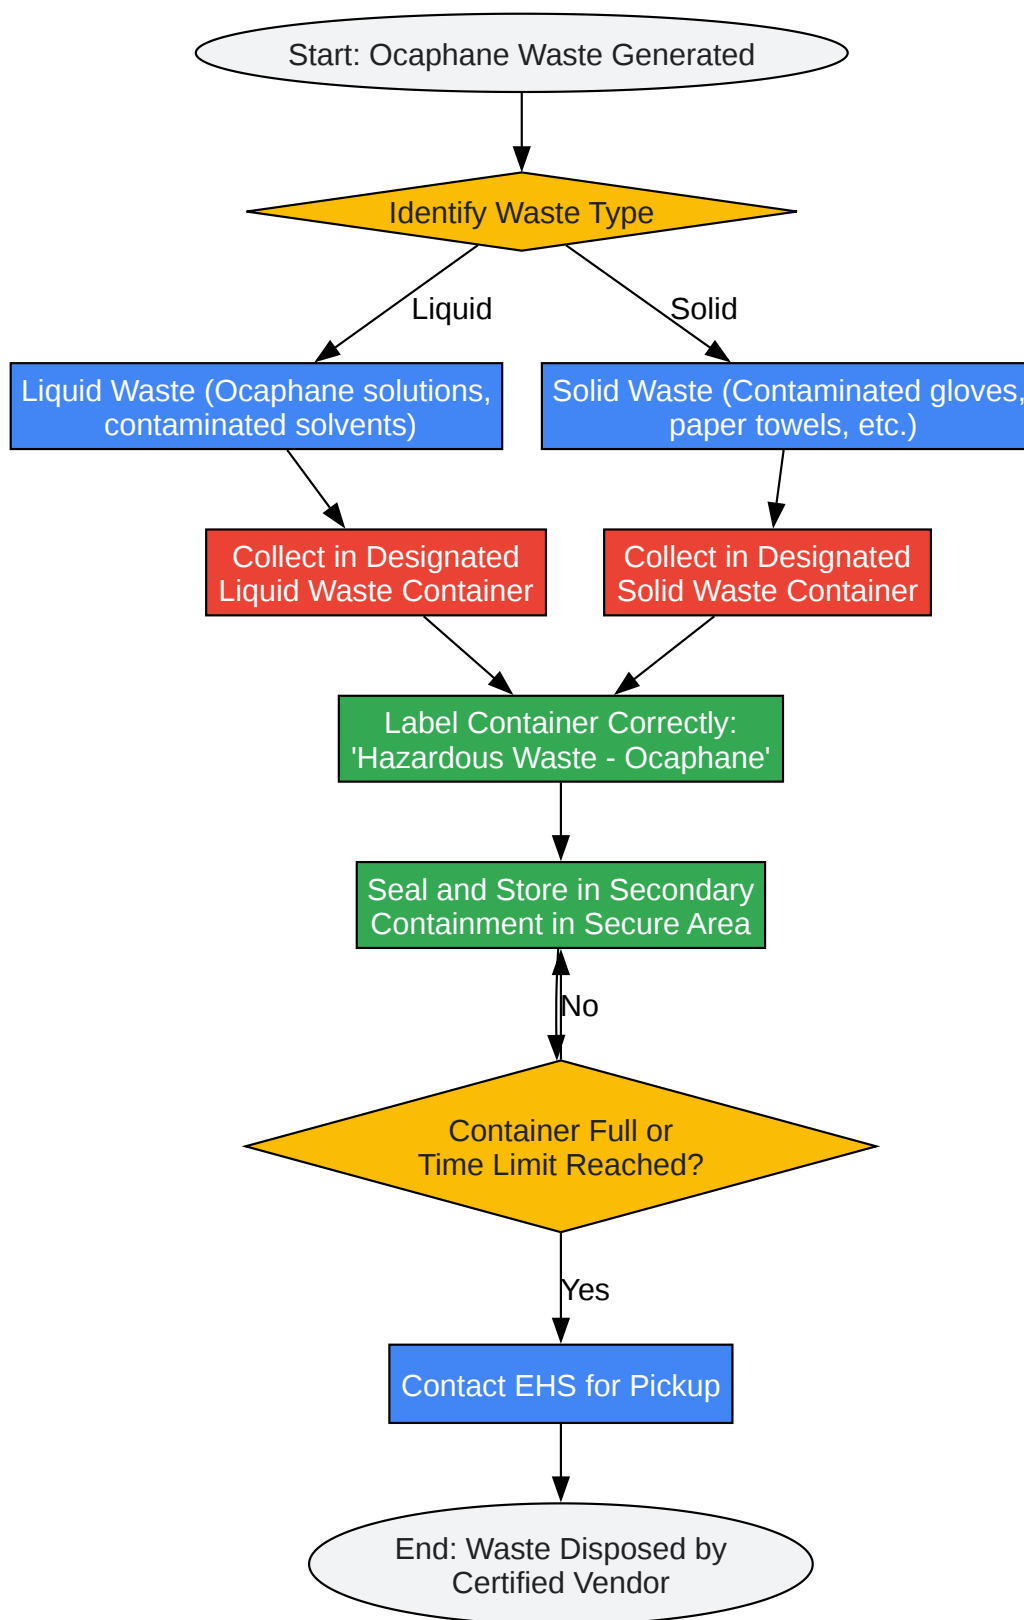 Start: Ocaphane Waste Generated
Identify Waste Type
Liquid
Solid
Liquid Waste (Ocaphane solutions,
contaminated solvents)
Solid Waste (Contaminated gloves,
paper towels, etc.)
Collect in Designated
Liquid Waste Container
Collect in Designated
Solid Waste Container
Label Container Correctly:
'Hazardous Waste - Ocaphane'
Seal and Store in Secondary
Containment in Secure Area
No
Container Full or
Time Limit Reached?
Yes
Contact EHS for Pickup
End: Waste Disposed by
Certified Vendor